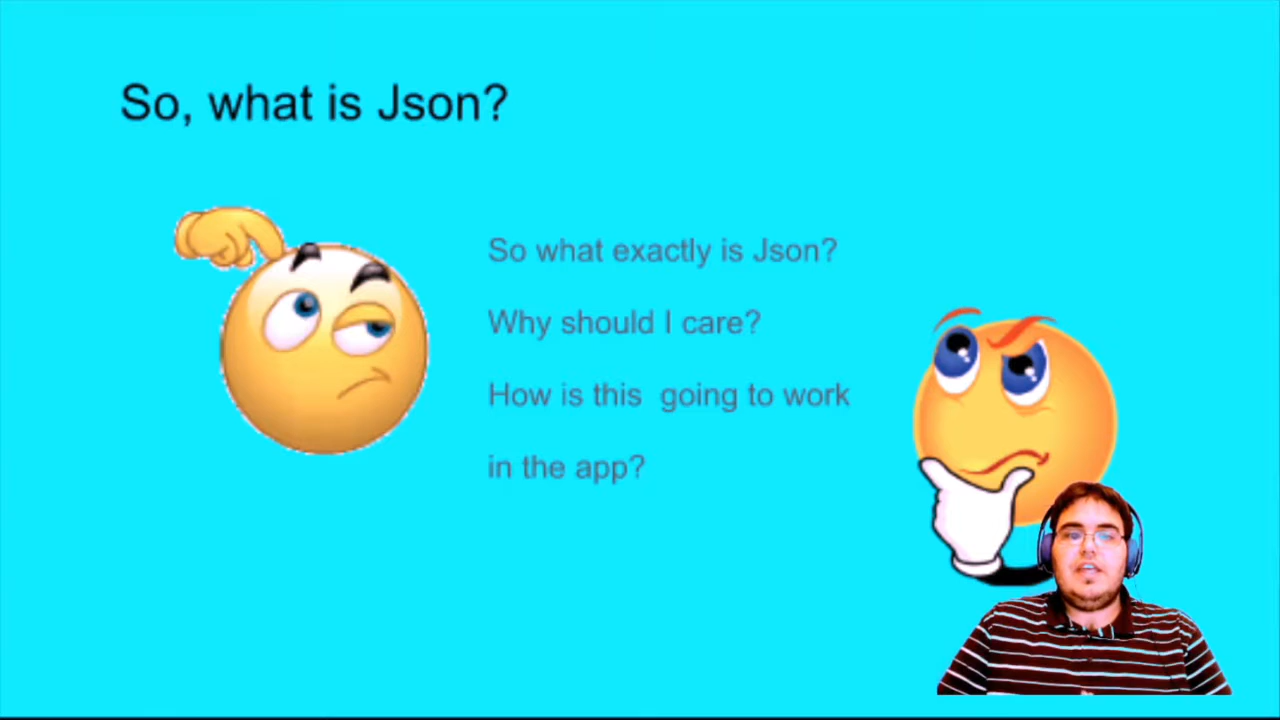 So, what is Json?
So what exactly is Json?
Why should I care?
How is this  going to work
in the app?